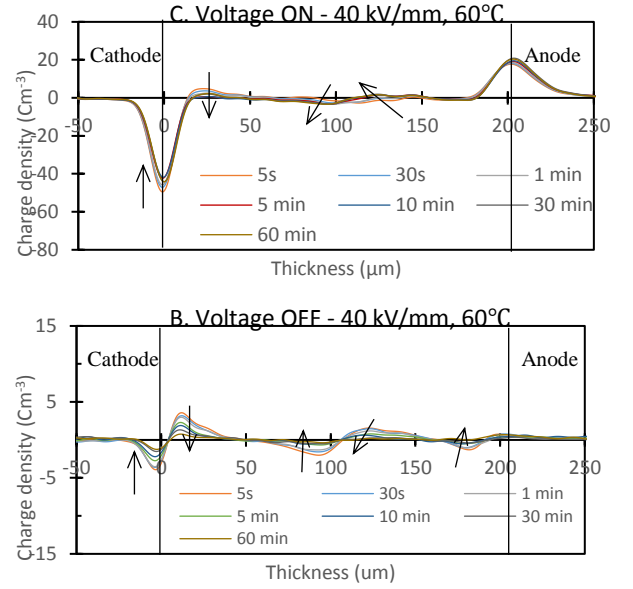 C. Voltage ON - 40 kV/mm, 60℃
40
Cathode
Anode
20
0
-50
0
50
100
150
200
250
-20
-40
-60
-80
Charge density (Cm⁻³)
5s
30s
1 min
5 min
10 min
30 min
60 min
Thickness (μm)
B. Voltage OFF - 40 kV/mm, 60℃
15
Cathode
Anode
5
-50
0
50
100
150
200
250
-5
-15
Charge density (Cm⁻³)
5s
30s
1 min
5 min
10 min
30 min
60 min
Thickness (um)